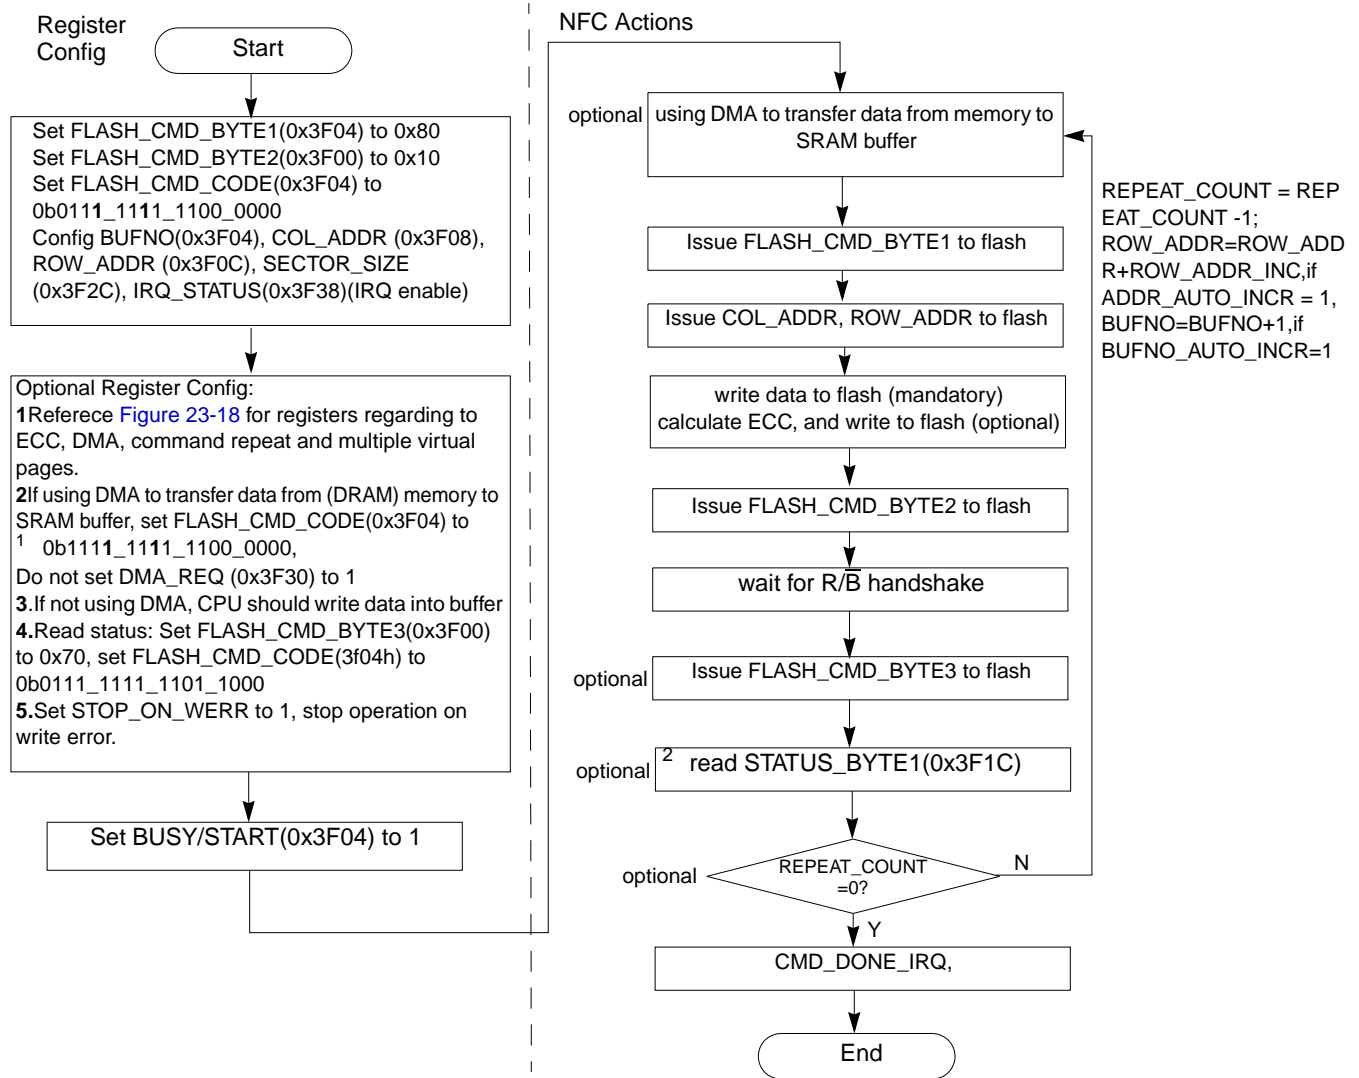 Register
Config
Start
Set FLASH_CMD_BYTE1(0x3F04) to 0x80
Set FLASH_CMD_BYTE2(0x3F00) to 0x10
Set FLASH_CMD_CODE(0x3F04) to
0b0111_1111_1100_0000
Config BUFNO(0x3F04), COL_ADDR (0x3F08),
ROW_ADDR (0x3F0C), SECTOR_SIZE
(0x3F2C), IRQ_STATUS(0x3F38)(IRQ enable)
Optional Register Config:
1Referece Figure 23-18 for registers regarding to
ECC, DMA, command repeat and multiple virtual
pages.
2If using DMA to transfer data from (DRAM) memory to
SRAM buffer, set FLASH_CMD_CODE(0x3F04) to
1 0b1111_1111_1100_0000,
Do not set DMA_REQ (0x3F30) to 1
3.If not using DMA, CPU should write data into buffer
4.Read status: Set FLASH_CMD_BYTE3(0x3F00)
to 0x70, set FLASH_CMD_CODE(3f04h) to
0b0111_1111_1101_1000
5.Set STOP_ON_WERR to 1, stop operation on
write error.
Set BUSY/START(0x3F04) to 1
NFC Actions
optional
using DMA to transfer data from memory to
SRAM buffer
Issue FLASH_CMD_BYTE1 to flash
Issue COL_ADDR, ROW_ADDR to flash
write data to flash (mandatory)
calculate ECC, and write to flash (optional)
Issue FLASH_CMD_BYTE2 to flash
wait for R/B̅ handshake
optional
Issue FLASH_CMD_BYTE3 to flash
optional
2 read STATUS_BYTE1(0x3F1C)
optional
REPEAT_COUNT
=0?
N
Y
REPEAT_COUNT = REP
EAT_COUNT -1;
ROW_ADDR=ROW_ADD
R+ROW_ADDR_INC,if
ADDR_AUTO_INCR = 1,
BUFNO=BUFNO+1,if
BUFNO_AUTO_INCR=1
CMD_DONE_IRQ,
End